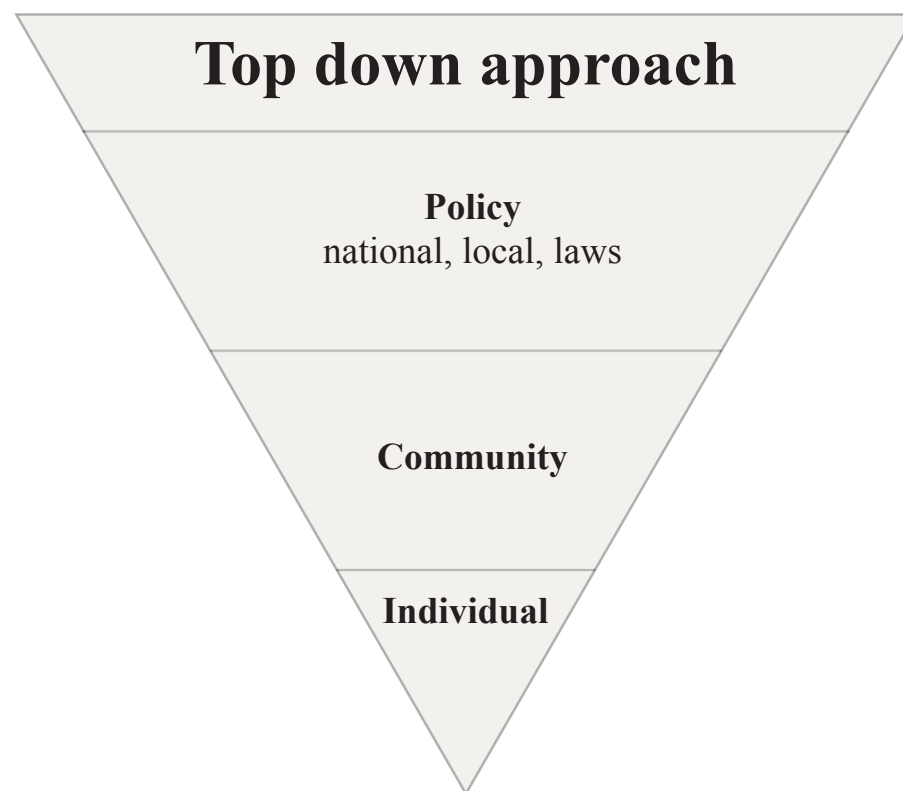 Top down approach
Policy
national, local, laws
Community
Individual